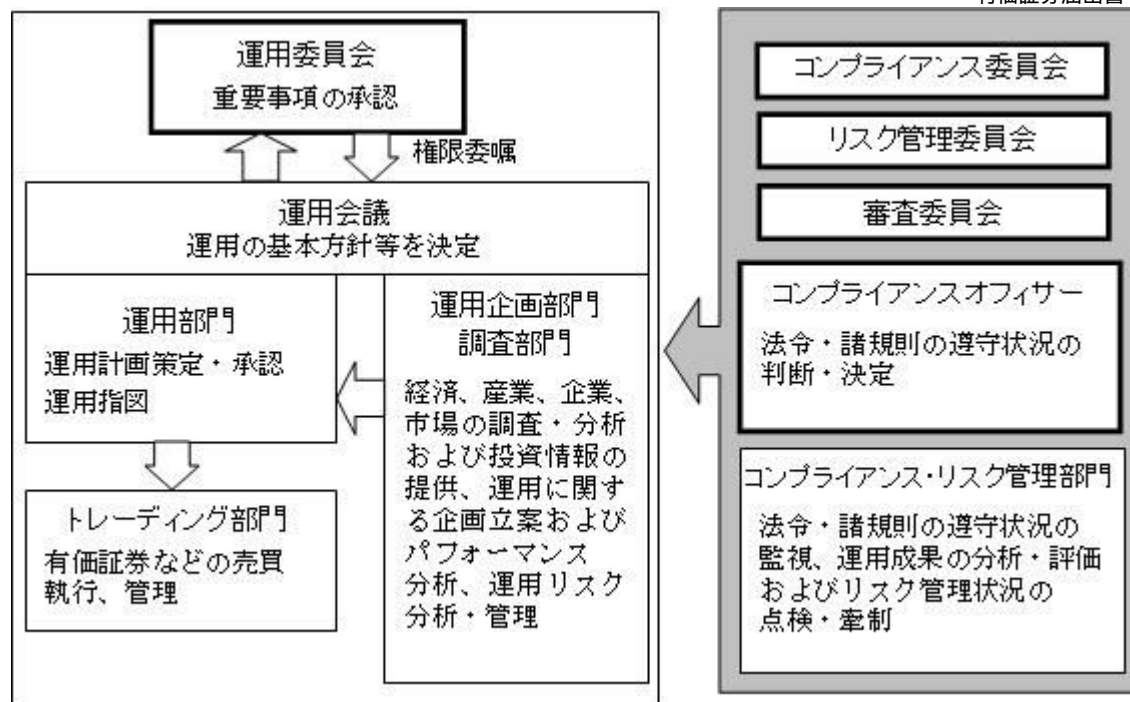 運用委員会
重要事項の承認
権限委嘱
運用会議
運用の基本方針等を決定
運用部門
運用計画策定・承認
運用指図
運用企画部門
調査部門
経済、産業、企業、
市場の調査・分析
および投資情報の
提供、運用に関す
る企画立案および
パフォーマンス
分析、運用リスク
分析・管理
トレーディング部門
有価証券などの売買
執行、管理
コンプライアンス委員会
リスク管理委員会
審査委員会
コンプライアンスオフィサー
法令・諸規則の遵守状況の
判断・決定
コンプライアンス・リスク管理部門
法令・諸規則の遵守状況の
監視、運用成果の分析・評価
およびリスク管理状況の
点検・牽制